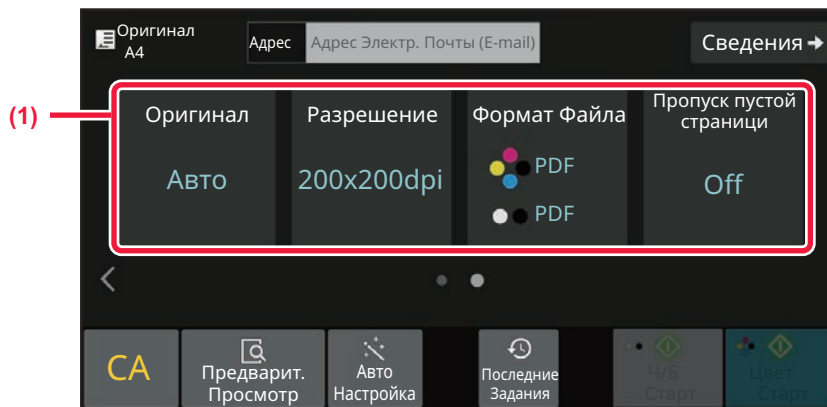 Оригинал
A4
Адрес
Адрес Электр. Почты (E-mail)
Сведения
(1)
Оригинал
Авто
Разрешение
200x200dpi
Формат Файла
PDF
PDF
Пропуск пустой
страници
Off
CA
Предварит.
Просмотр
Авто
Настройка
Последние
Задания
Ч/Б
Старт
Цвет
Старт